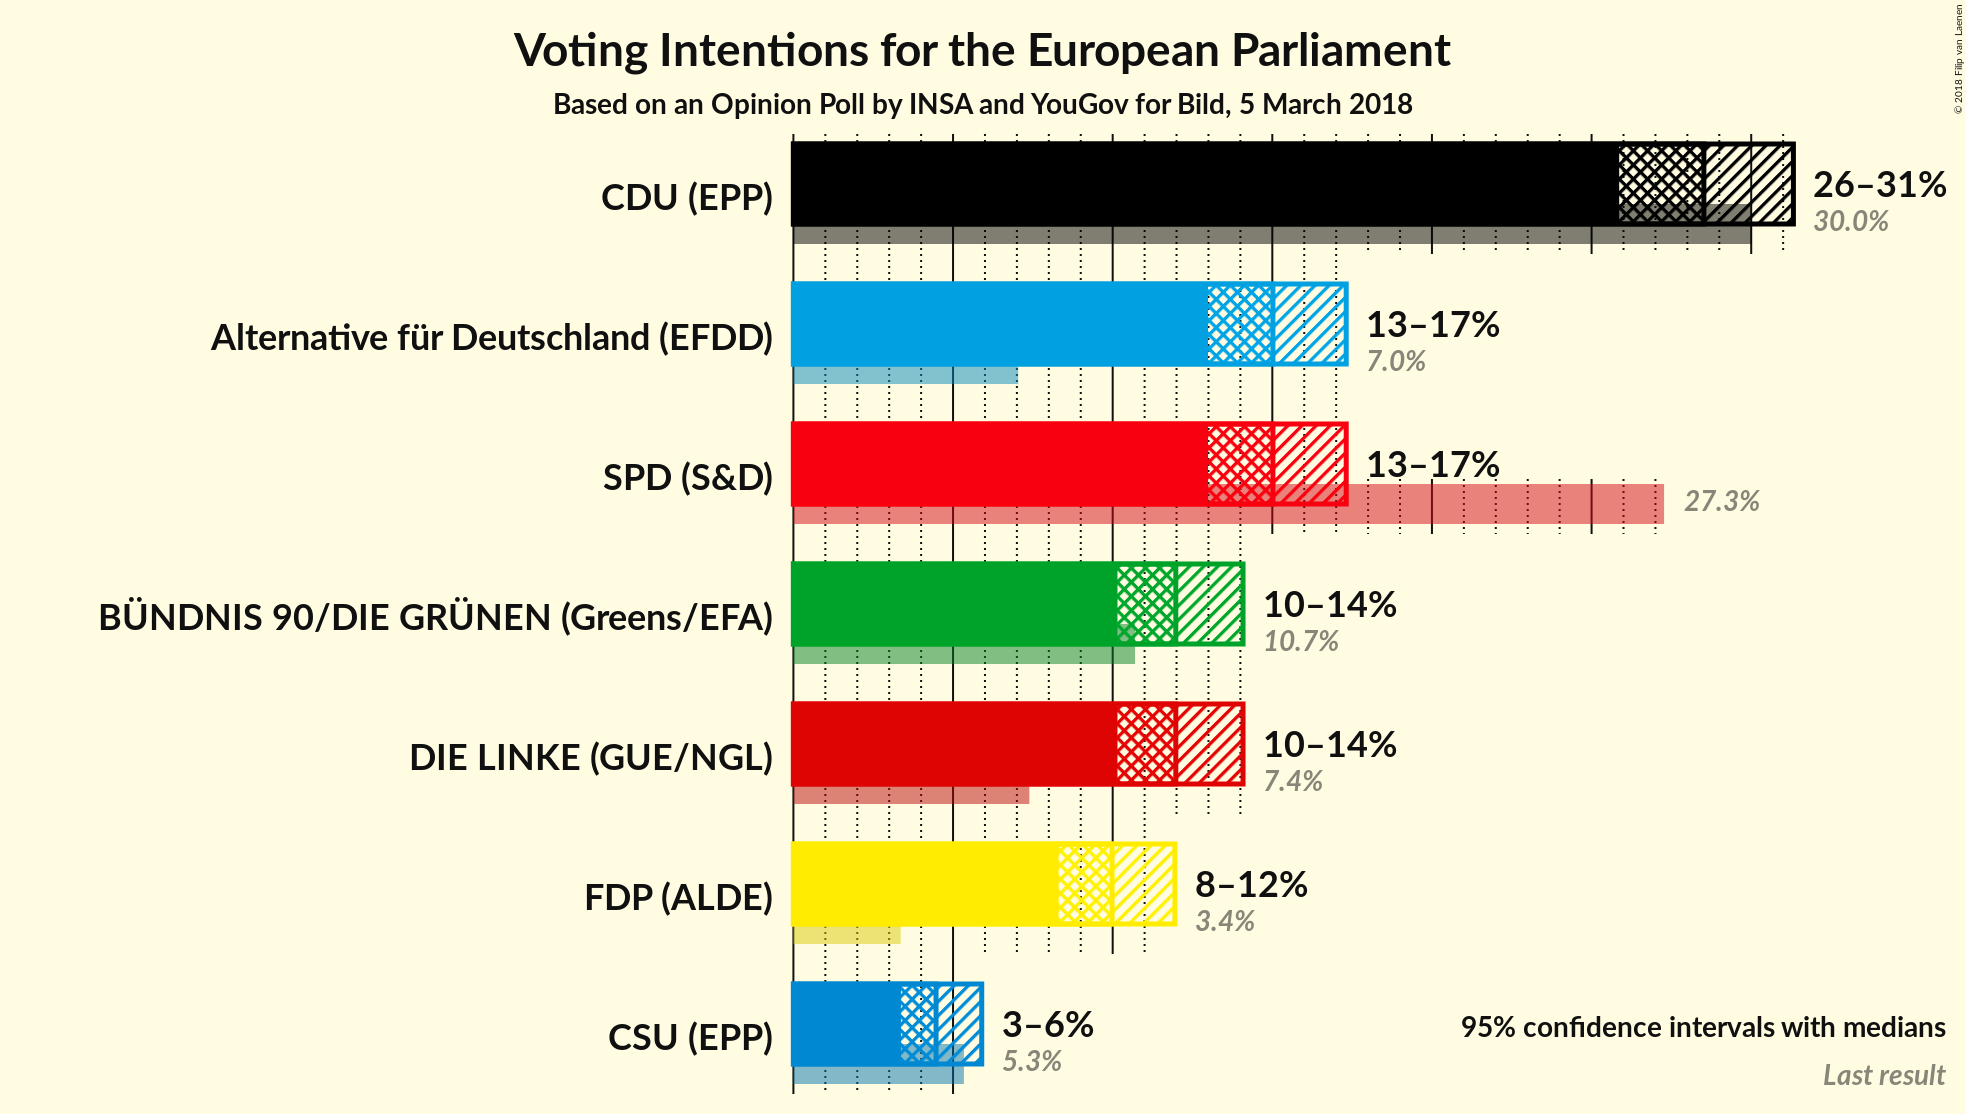 Voting Intentions for the European Parliament
Based on an Opinion Poll by INSA and YouGov for Bild, 5 March 2018
© 2018 Filip van Laenen
CDU (EPP)
26–31%
30.0%
Alternative für Deutschland (EFDD)
13–17%
7.0%
SPD (S&D)
13–17%
27.3%
BÜNDNIS 90/DIE GRÜNEN (Greens/EFA)
10–14%
10.7%
DIE LINKE (GUE/NGL)
10–14%
7.4%
FDP (ALDE)
8–12%
3.4%
CSU (EPP)
3–6%
5.3%
95% confidence intervals with medians
Last result